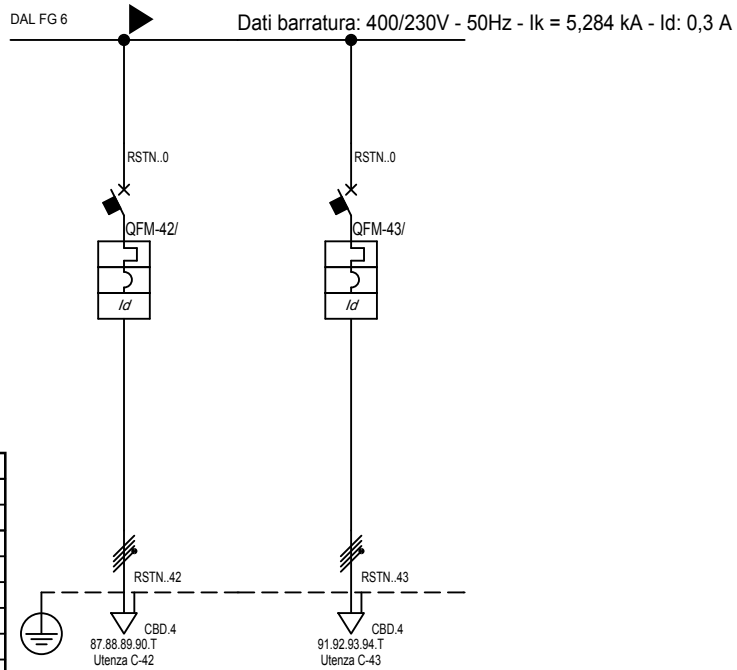 DAL FG 6
Dati barratura: 400/230V - 50Hz - Ik = 5,284 kA - Id: 0,3 A
RSTN..0
RSTN..0
QFM-42/
QFM-43/
Id
Id
RSTN..42
RSTN..43
CBD.4
CBD.4
87.88.89.90.T
91.92.93.94.T
Utenza C-42
Utenza C-43